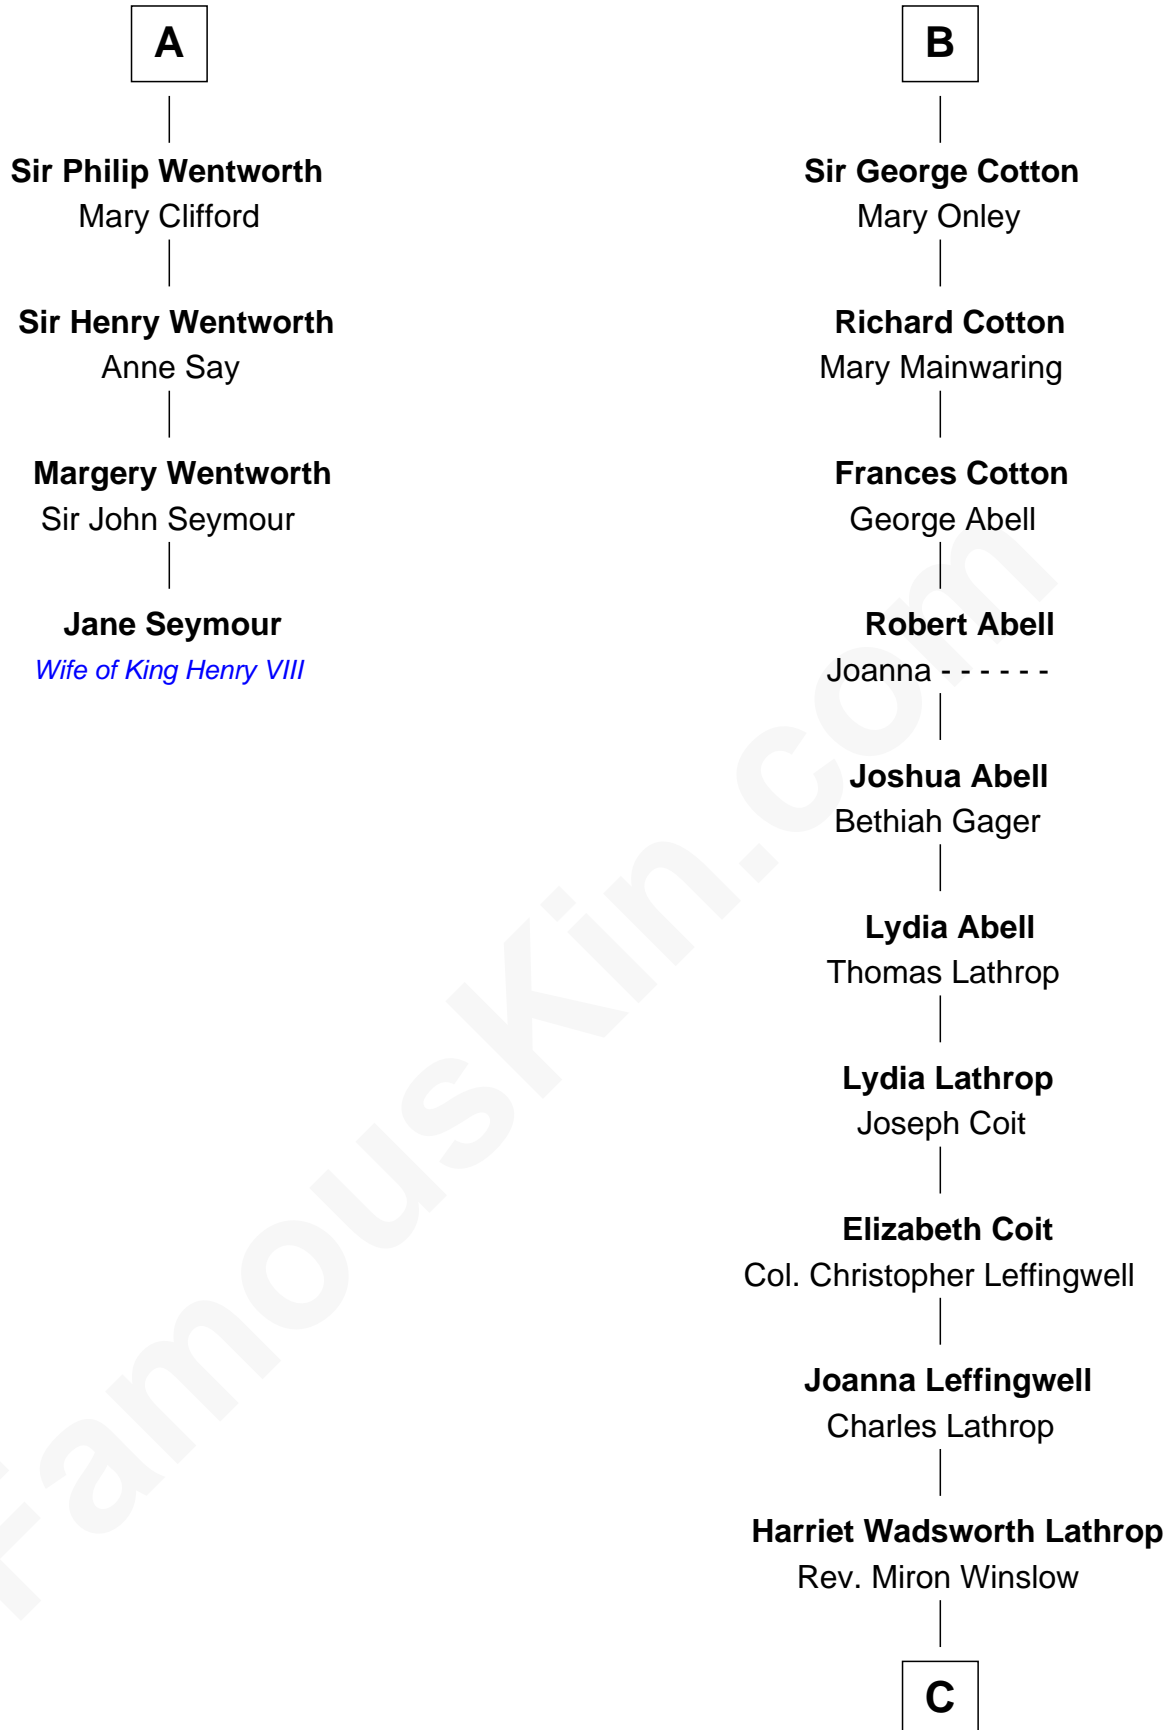 A
Sir Philip Wentworth
Mary Clifford
Sir Henry Wentworth
Anne Say
Margery Wentworth
Sir John Seymour
Jane Seymour
Wife of King Henry VIII
B
Sir George Cotton
Mary Onley
Richard Cotton
Mary Mainwaring
Frances Cotton
George Abell
Robert Abell
Joanna - - - - - -
Joshua Abell
Bethiah Gager
Lydia Abell
Thomas Lathrop
Lydia Lathrop
Joseph Coit
Elizabeth Coit
Col. Christopher Leffingwell
Joanna Leffingwell
Charles Lathrop
Harriet Wadsworth Lathrop
Rev. Miron Winslow
C
FamousKin.com